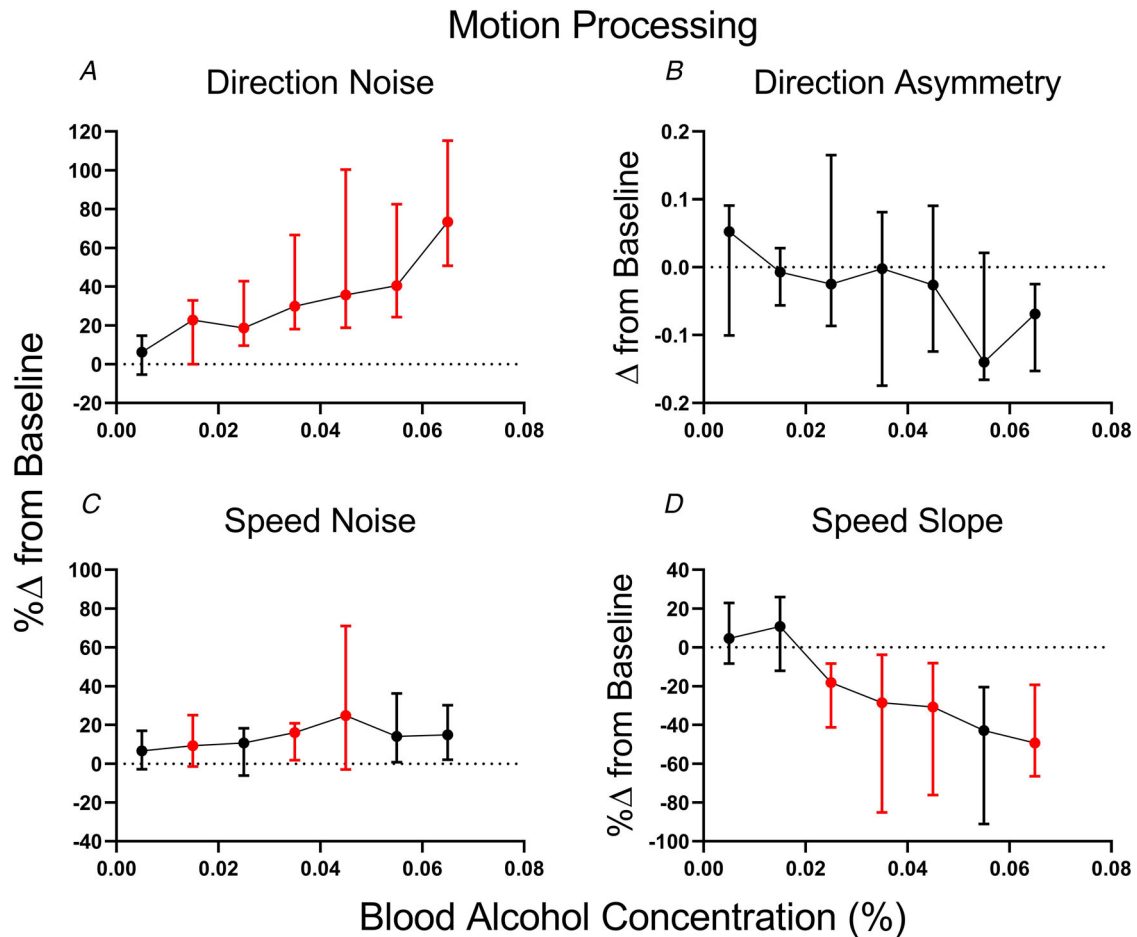 Motion Processing
A
Direction Noise
120
100
80
60
40
20
0
-20
0.00 0.02 0.04 0.06 0.08
B
Direction Asymmetry
Δ from Baseline
0.2
0.1
0.0
-0.1
-0.2
0.00 0.02 0.04 0.06 0.08
%Δ from Baseline
C
Speed Noise
100
80
60
40
20
0
-20
-40
0.00 0.02 0.04 0.06 0.08
D
Speed Slope
%Δ from Baseline
40
20
0
-20
-40
-60
-80
-100
0.00 0.02 0.04 0.06 0.08
Blood Alcohol Concentration (%)